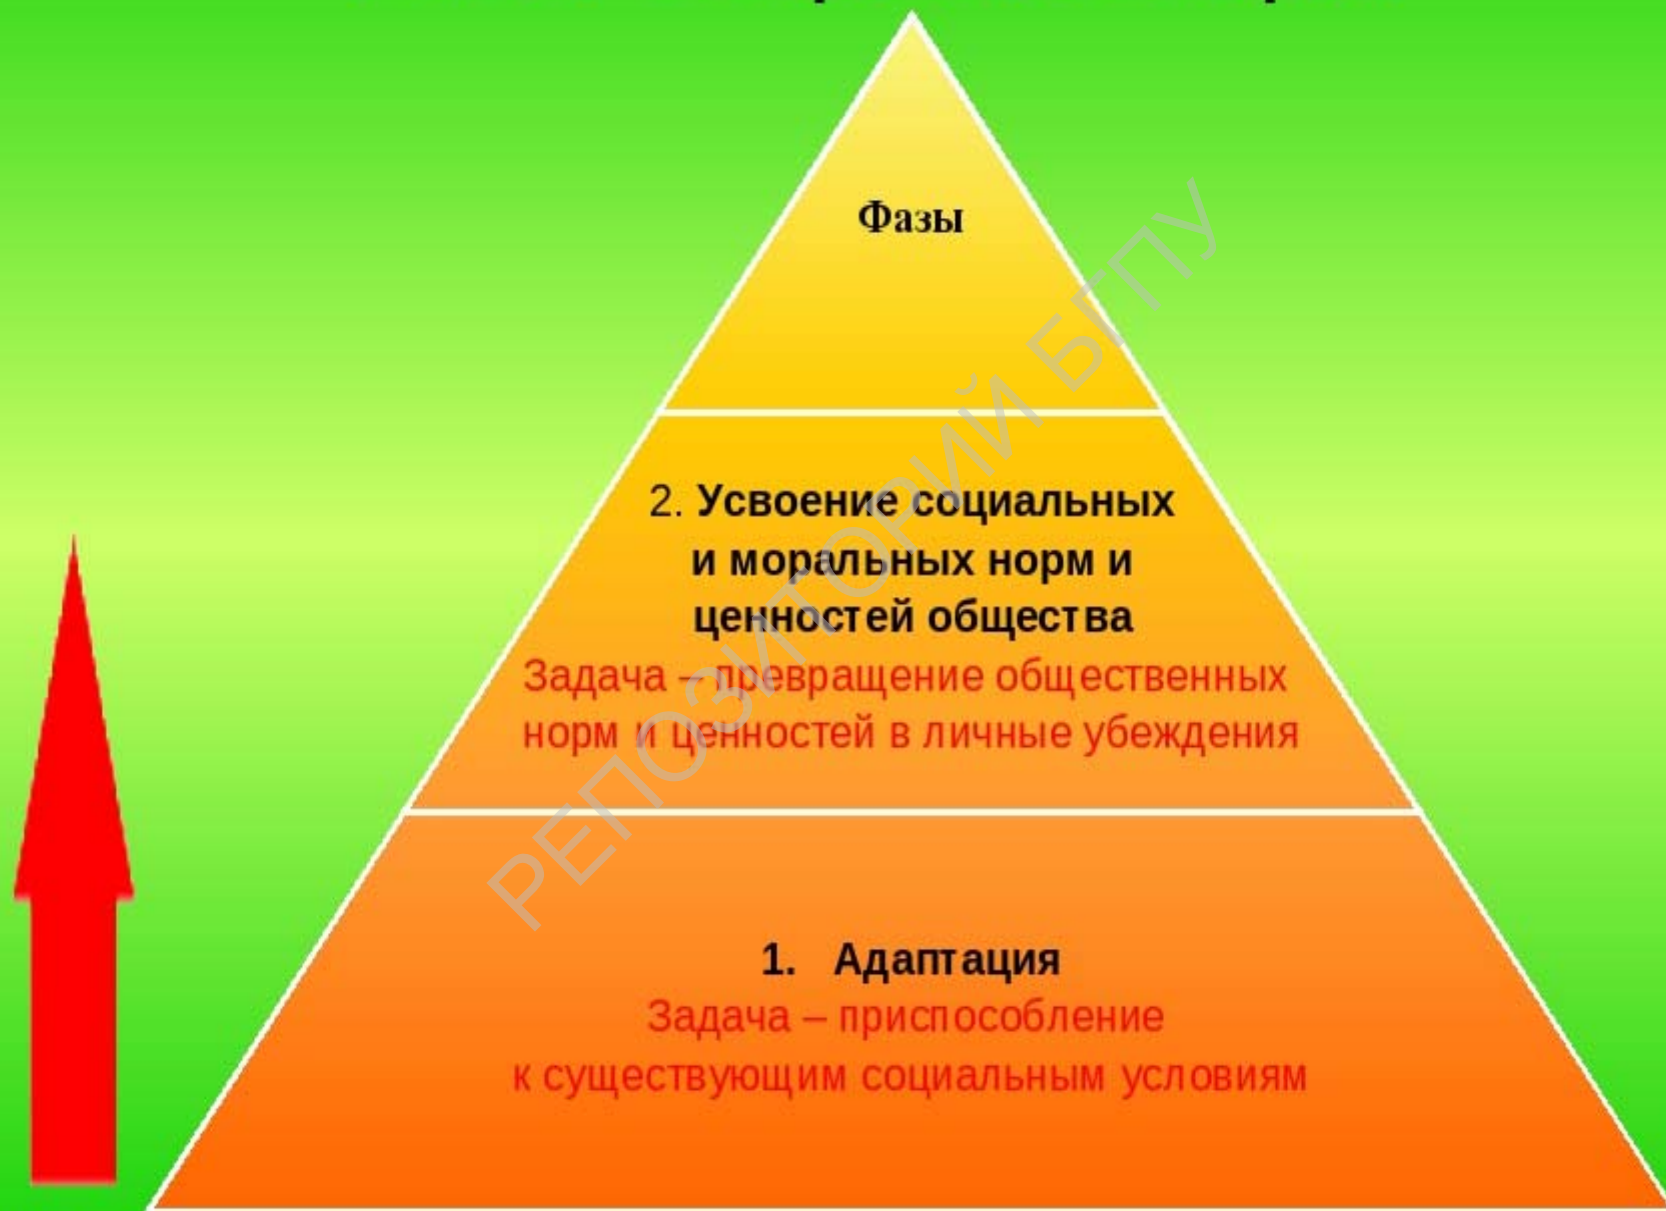 Фазы
2. Усвоение социальных
и моральных норм и
ценностей общества
Задача – превращение общественных
норм и ценностей в личные убеждения
1. Адаптация
Задача – приспособление
к существующим социальным условиям
РЕПОЗИТОРИЙ БГПУ